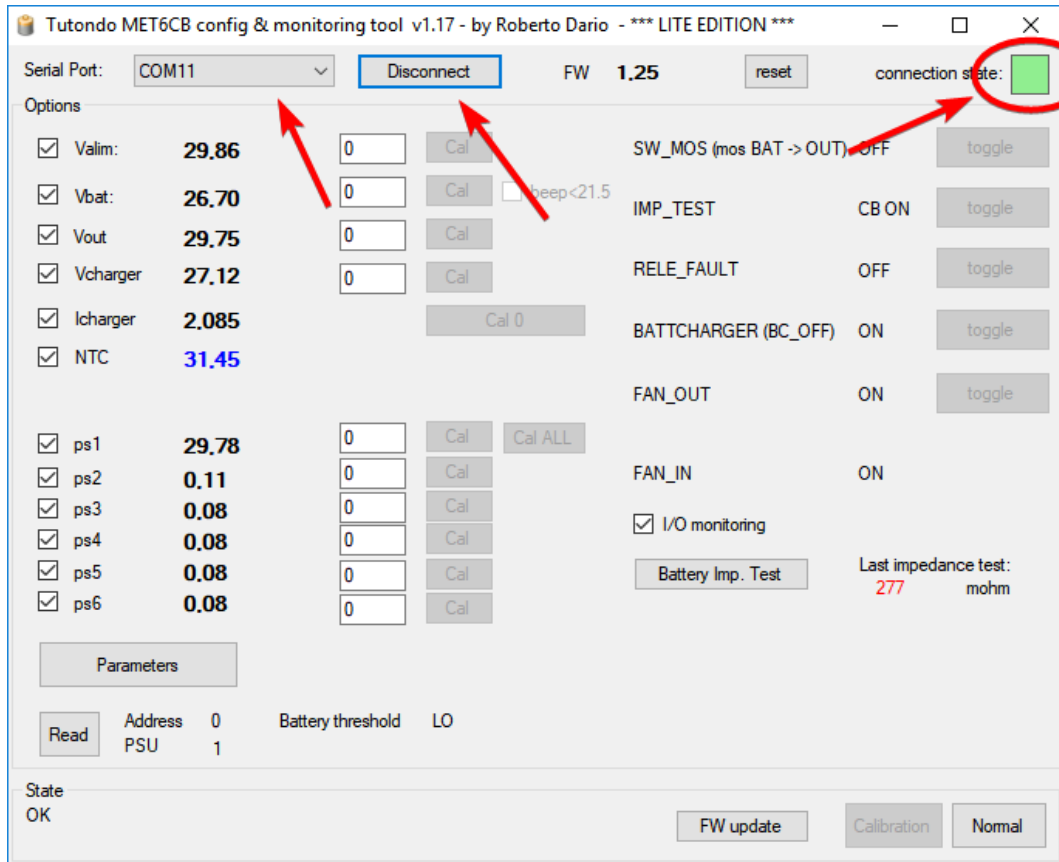 Tutondo MET6CB config & monitoring tool v1.17 - by Roberto Dario - *** LITE EDITION ***
Serial Port: COM11 Disconnect FW 1.25 reset connection state:
Options
Valim: 29.86 0 Cal SW_MOS (mos BAT -> OUT) OFF toggle
Vbat: 26.70 0 Cal beep<21.5 IMP_TEST CB ON toggle
Vout 29.75 0 Cal
Vcharger 27.12 0 Cal RELE_FAULT OFF toggle
Icharger 2.085 Cal 0 BATTCHARGER (BC_OFF) ON toggle
NTC 31.45
FAN_OUT ON toggle
ps1 29.78 0 Cal Cal ALL
ps2 0.11 0 Cal FAN_IN ON
ps3 0.08 0 Cal
ps4 0.08 0 Cal I/O monitoring
ps5 0.08 0 Cal Battery Imp. Test Last impedance test:
277 mohm
ps6 0.08 0 Cal
Parameters
Read Address 0 Battery threshold LO
PSU 1
State
OK
FW update Calibration Normal